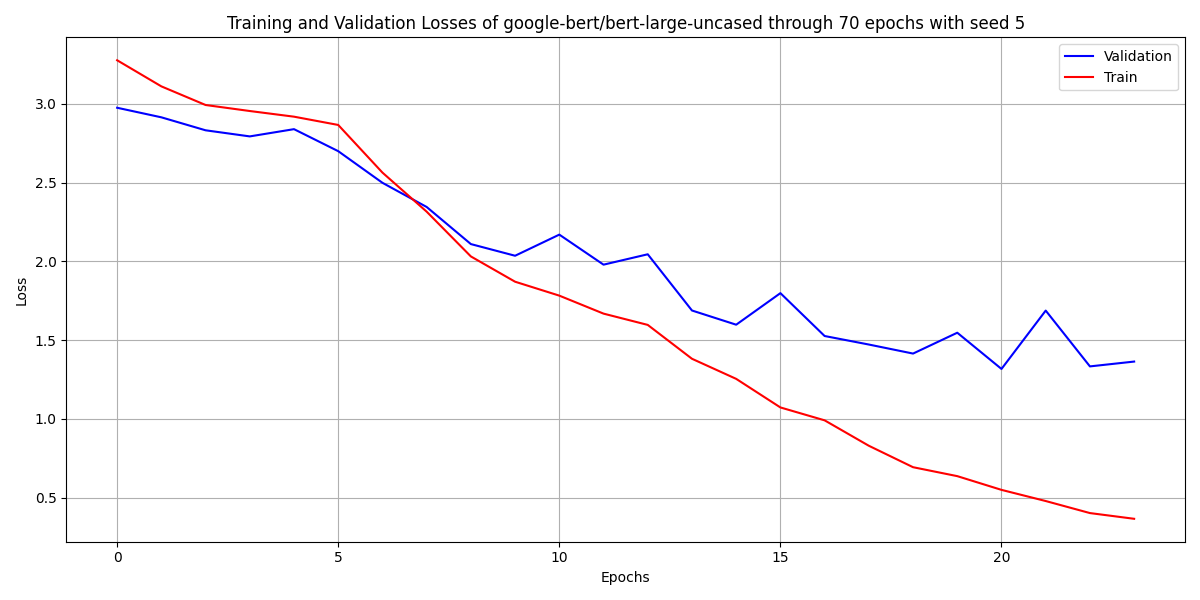 Training and Validation Losses of google-bert/bert-large-uncased through 70 epochs with seed 5
Validation
Train
Loss
3.0
2.5
2.0
1.5
1.0
0.5
0 5 10 15 20
Epochs